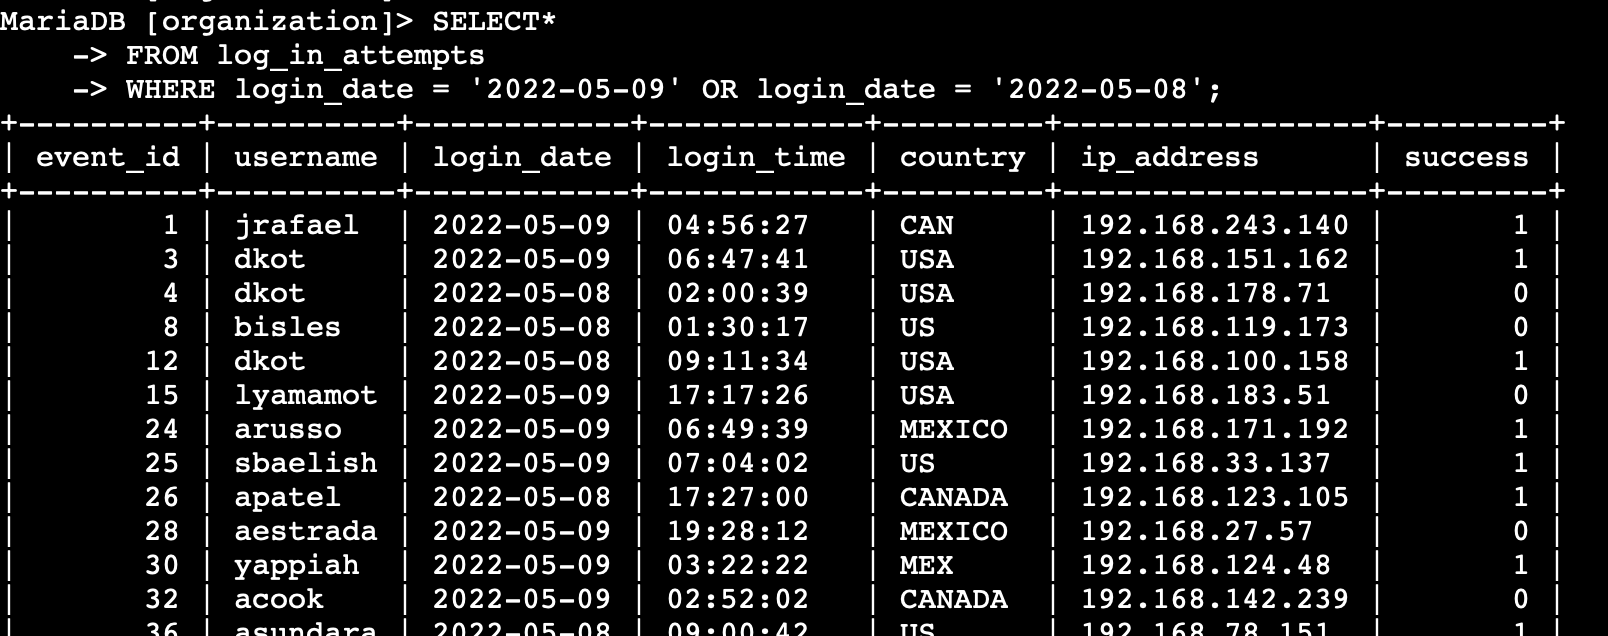 MariaDB [organization]> SELECT*
    -> FROM log_in_attempts
    -> WHERE login_date = '2022-05-09' OR login_date = '2022-05-08';
+----------+----------+------------+------------+---------+-----------------+---------+
| event_id | username | login_date | login_time | country | ip_address      | success |
+----------+----------+------------+------------+---------+-----------------+---------+
|        1 | jrafael  | 2022-05-09 | 04:56:27   | CAN     | 192.168.243.140 |       1 |
|        3 | dkot     | 2022-05-09 | 06:47:41   | USA     | 192.168.151.162 |       1 |
|        4 | dkot     | 2022-05-08 | 02:00:39   | USA     | 192.168.178.71  |       0 |
|        8 | bisles   | 2022-05-08 | 01:30:17   | US      | 192.168.119.173 |       0 |
|       12 | dkot     | 2022-05-08 | 09:11:34   | USA     | 192.168.100.158 |       1 |
|       15 | lyamamot | 2022-05-09 | 17:17:26   | USA     | 192.168.183.51  |       0 |
|       24 | arusso   | 2022-05-09 | 06:49:39   | MEXICO  | 192.168.171.192 |       1 |
|       25 | sbaelish | 2022-05-09 | 07:04:02   | US      | 192.168.33.137  |       1 |
|       26 | apatel   | 2022-05-08 | 17:27:00   | CANADA  | 192.168.123.105 |       1 |
|       28 | aestrada | 2022-05-09 | 19:28:12   | MEXICO  | 192.168.27.57   |       0 |
|       30 | yappiah  | 2022-05-09 | 03:22:22   | MEX     | 192.168.124.48  |       1 |
|       32 | acook    | 2022-05-09 | 02:52:02   | CANADA  | 192.168.142.239 |       0 |
|       36 | asundara | 2022-05-08 | 09:00:42   | US      | 192.168.78.151  |       1 |